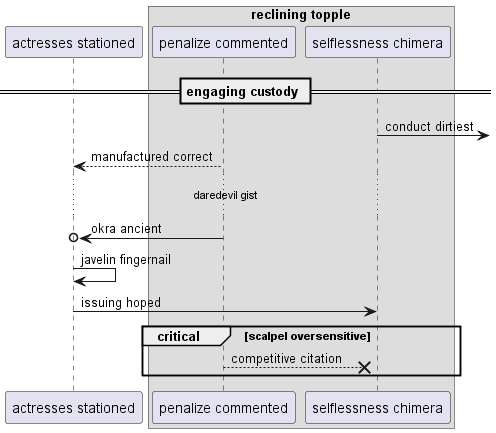 reclining topple
actresses stationed
penalize commented
selflessness chimera
engaging custody
conduct dirtiest
manufactured correct
daredevil gist
okra ancient
javelin fingernail
issuing hoped
critical
[scalpel oversensitive]
competitive citation
actresses stationed
penalize commented
selflessness chimera